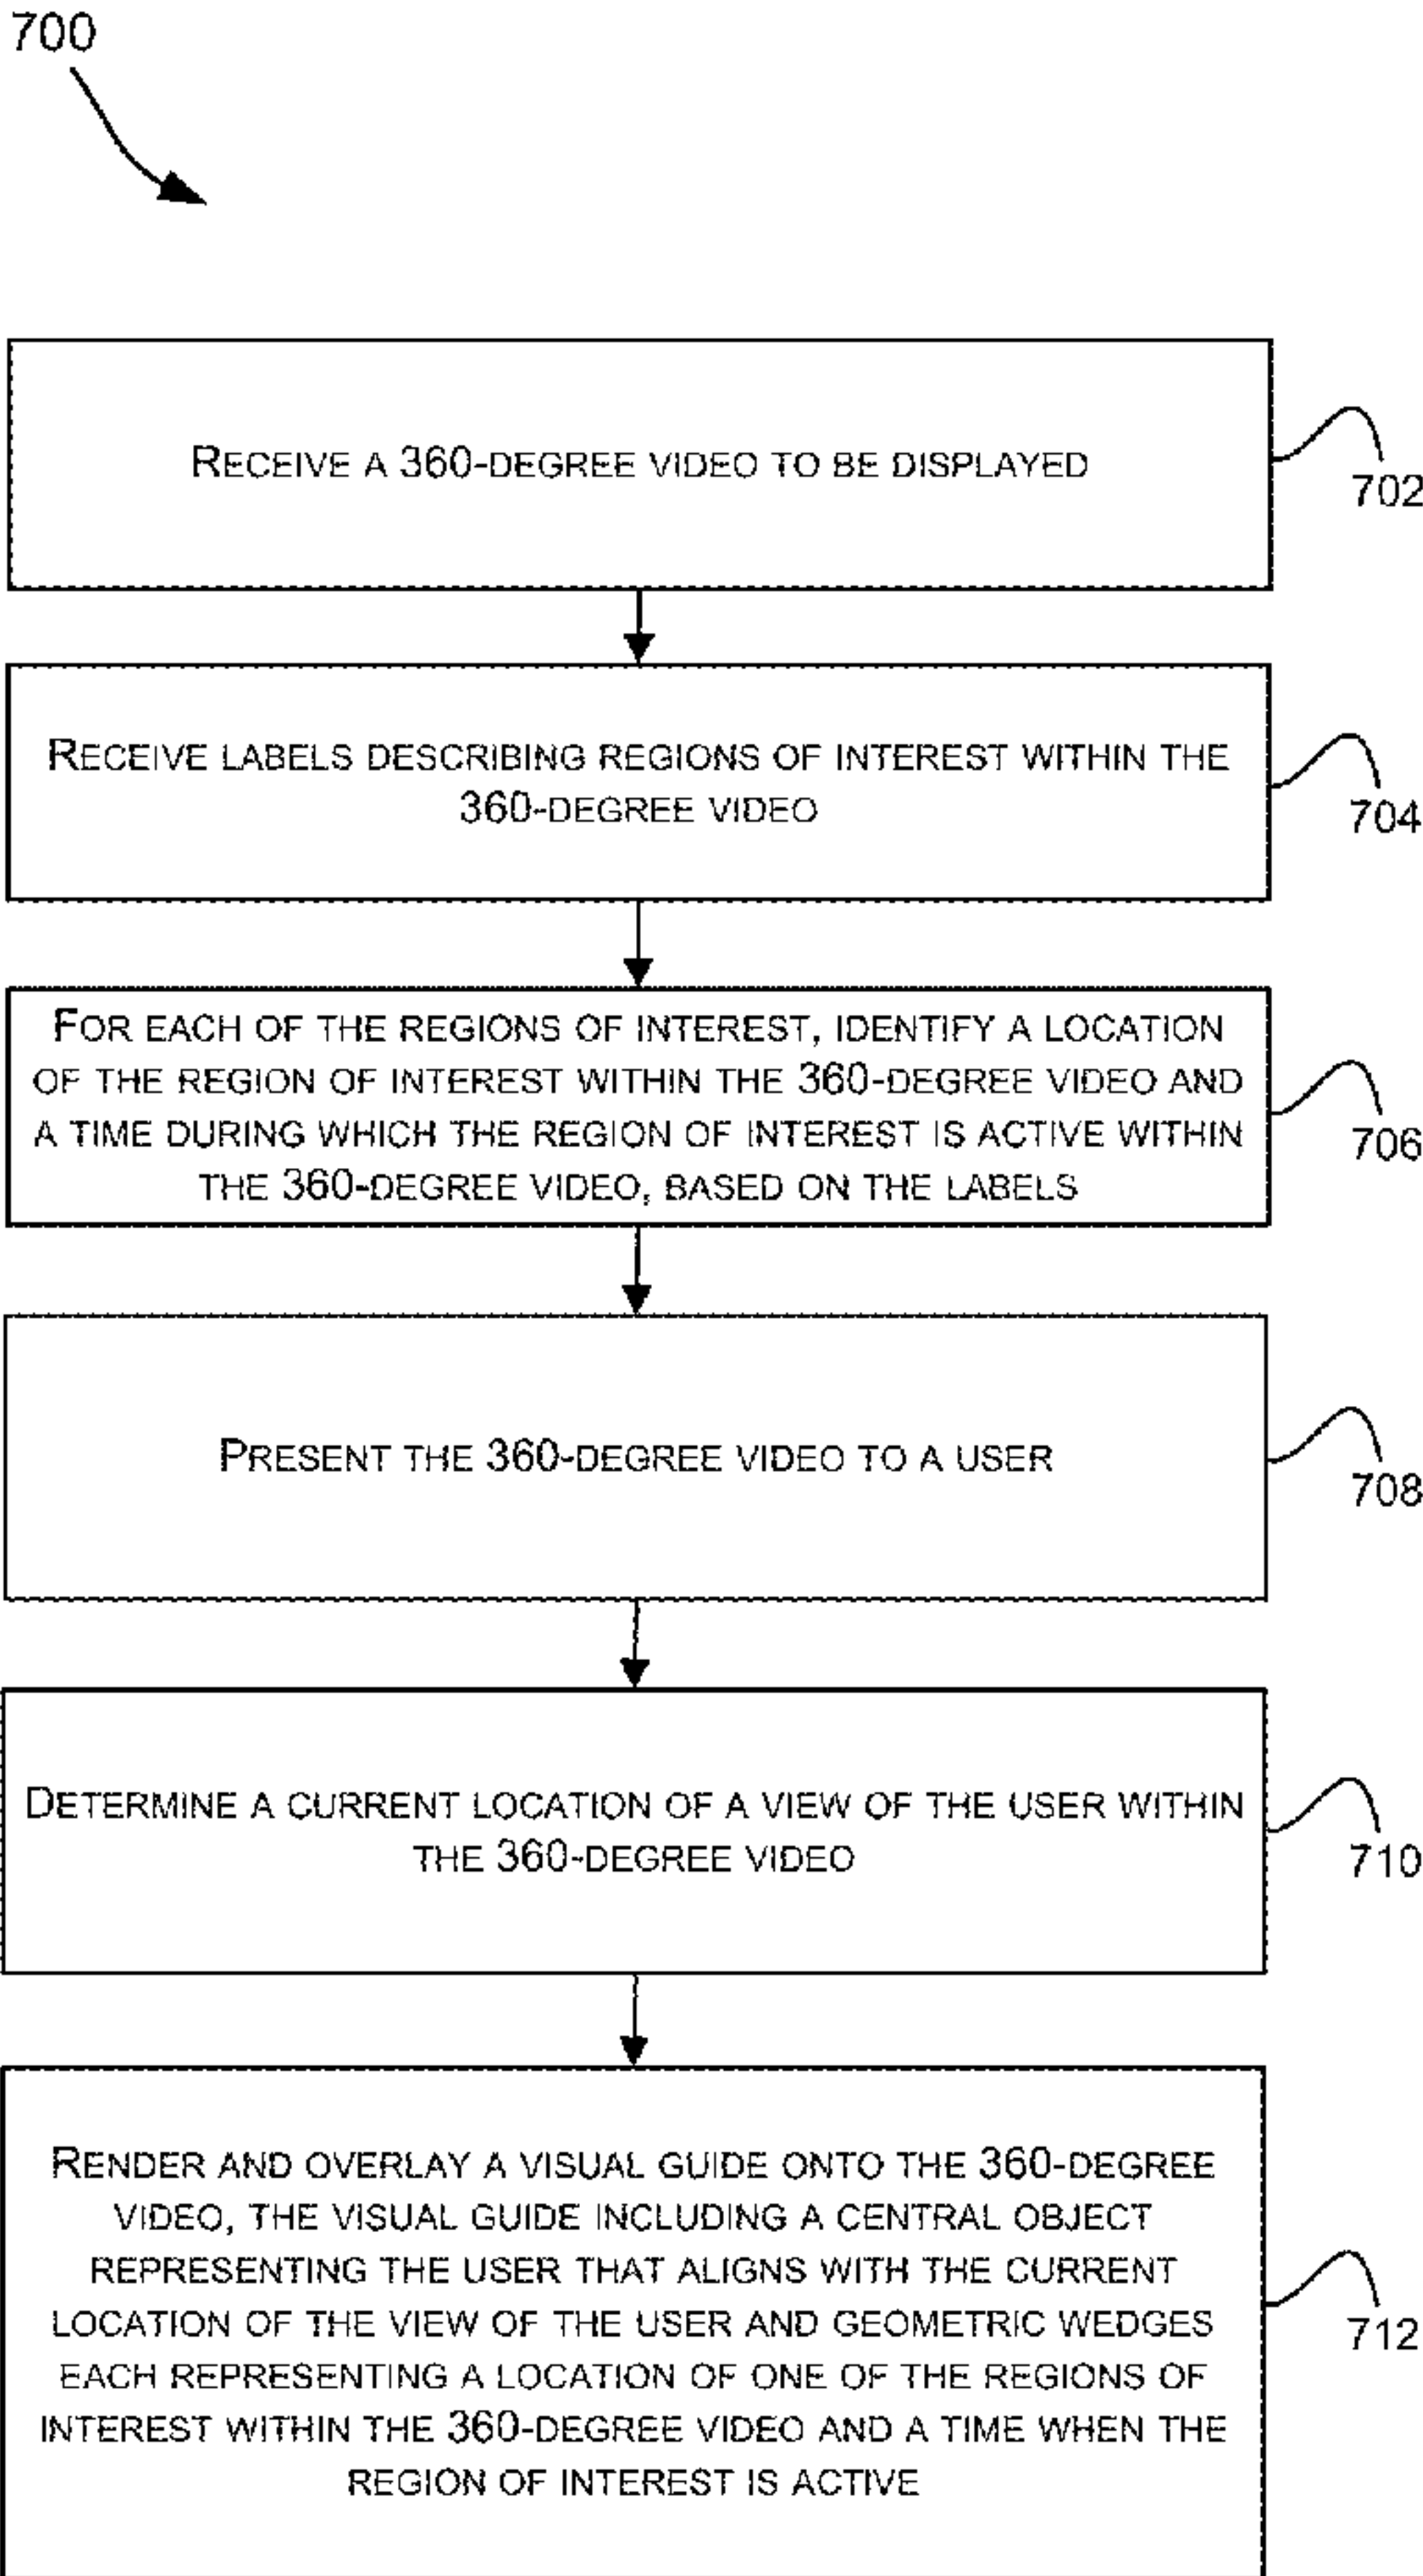 700
RECEIVE A 360-DEGREE VIDEO TO BE DISPLAYED
702
RECEIVE LABELS DESCRIBING REGIONS OF INTEREST WITHIN THE
360-DEGREE VIDEO
704
FOR EACH OF THE REGIONS OF INTEREST, IDENTIFY A LOCATION
OF THE REGION OF INTEREST WITHIN THE 360-DEGREE VIDEO AND
A TIME DURING WHICH THE REGION OF INTEREST IS ACTIVE WITHIN
THE 360-DEGREE VIDEO, BASED ON THE LABELS
706
PRESENT THE 360-DEGREE VIDEO TO A USER
708
DETERMINE A CURRENT LOCATION OF A VIEW OF THE USER WITHIN
THE 360-DEGREE VIDEO
710
RENDER AND OVERLAY A VISUAL GUIDE ONTO THE 360-DEGREE
VIDEO, THE VISUAL GUIDE INCLUDING A CENTRAL OBJECT
REPRESENTING THE USER THAT ALIGNS WITH THE CURRENT
LOCATION OF THE VIEW OF THE USER AND GEOMETRIC WEDGES
EACH REPRESENTING A LOCATION OF ONE OF THE REGIONS OF
INTEREST WITHIN THE 360-DEGREE VIDEO AND A TIME WHEN THE
REGION OF INTEREST IS ACTIVE
712